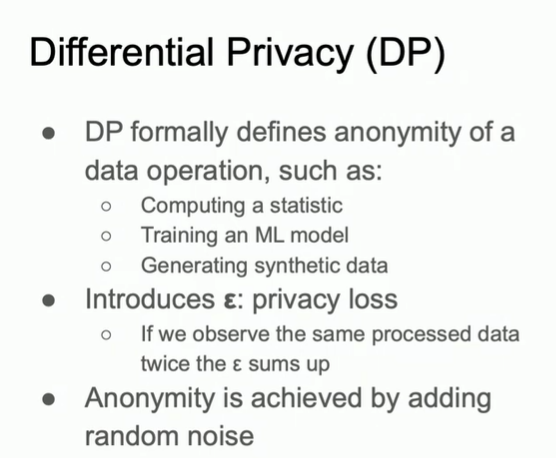 Differential Privacy (DP)
● DP formally defines anonymity of a
data operation, such as:
○ Computing a statistic
○ Training an ML model
○ Generating synthetic data
● Introduces ε: privacy loss
○ If we observe the same processed data
twice the ε sums up
● Anonymity is achieved by adding
random noise